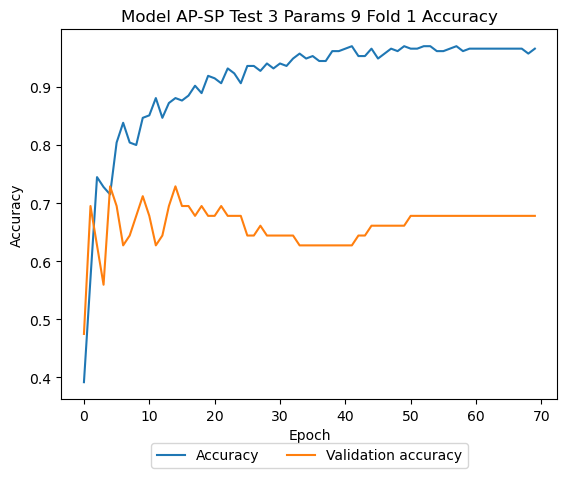 Model AP-SP Test 3 Params 9 Fold 1 Accuracy
Accuracy
0.9
0.8
0.7
0.6
0.5
0.4
0 10 20 30 40 50 60 70
Epoch
Accuracy Validation accuracy